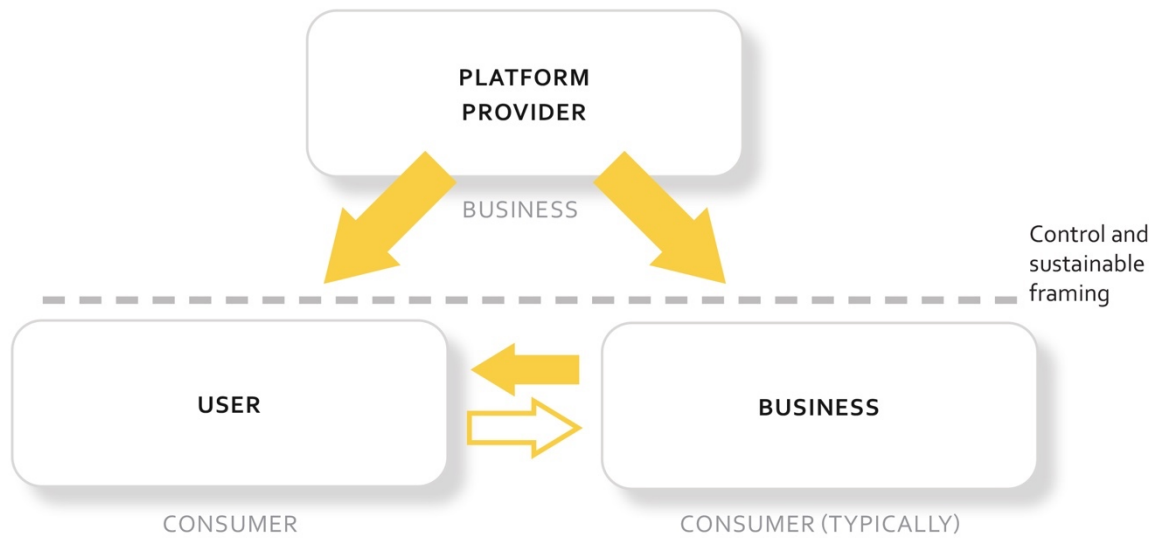 PLATFORM
PROVIDER
BUSINESS
Control and
sustainable
framing
USER
BUSINESS
CONSUMER
CONSUMER (TYPICALLY)